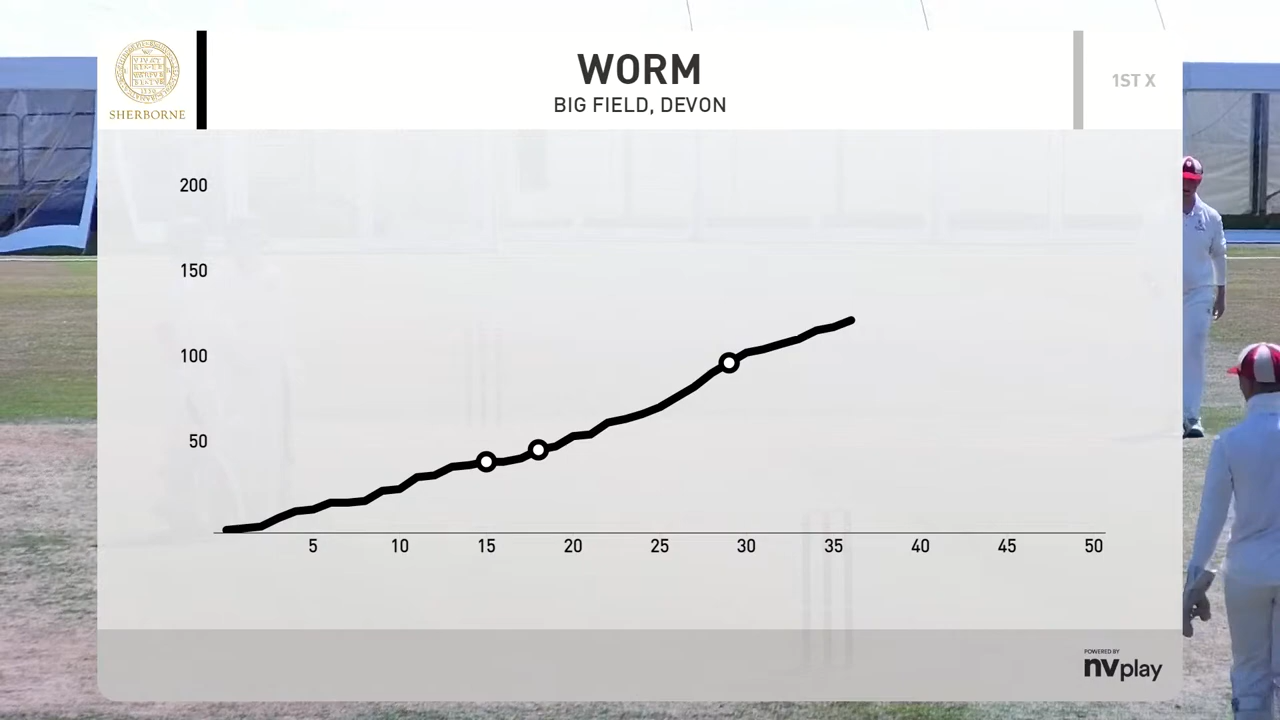 SHERBORNE
WORM
BIG FIELD, DEVON
1ST X
200
150
100
50
5 10 15 20 25 30 35 40 45 50
POWERED BY
nvplay